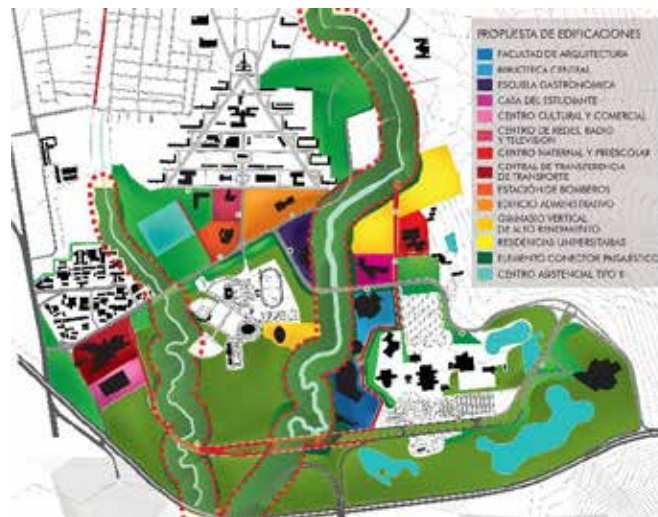 PROPUESTA DE EDIFICACIONES
FACULTAD DE ARQUITECTURA
BIBLIOTECA CENTRAL
ESCUELA GASTRONÓMICA
CASA DEL ESTUDIANTE
CENTRO CULTURAL Y COMERCIAL
CENTRO DE REDES, RADIO
Y TELEVISION
CENTRO MATERNAL Y PREESCOLAR
CENTRAL DE TRANSFERENCIA
DE TRANSPORTE
ESTACIÓN DE BOMBEROS
EDIFICIO ADMINISTRATIVO
GIMNASIO VERTICAL
DE ALTO RENDIMIENTO
RESIDENCIAS UNIVERSITARIAS
ELEMENTO CONECTOR PAISAJÍSTICO
CENTRO ASISTENCIAL TIPO II